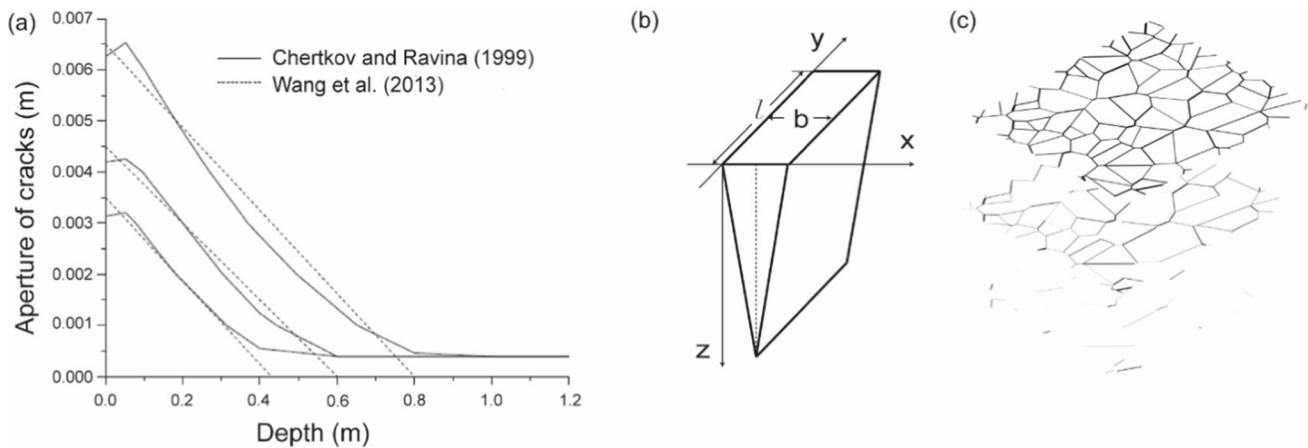 (a)
0.007
0.006
0.005
0.004
0.003
0.002
0.001
0.000
Aperture of cracks (m)
Chertkov and Ravina (1999)
Wang et al. (2013)
0.0 0.2 0.4 0.6 0.8 1.0 1.2
Depth (m)
(b)
y
l
b
x
z
(c)